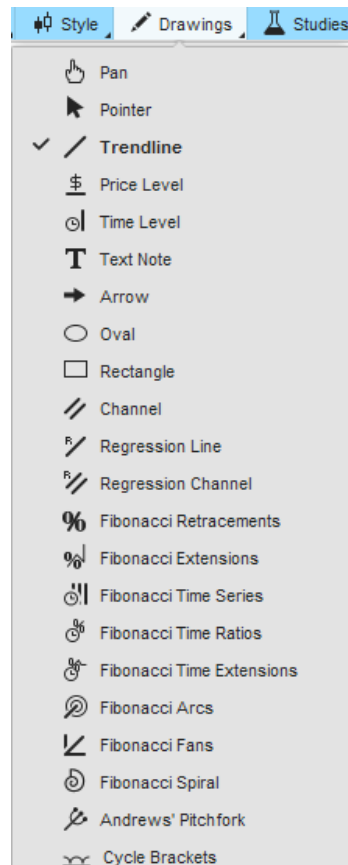 Style Drawings Studies
Pan
Pointer
Trendline
Price Level
Time Level
Text Note
Arrow
Oval
Rectangle
Channel
Regression Line
Regression Channel
Fibonacci Retracements
Fibonacci Extensions
Fibonacci Time Series
Fibonacci Time Ratios
Fibonacci Time Extensions
Fibonacci Arcs
Fibonacci Fans
Fibonacci Spiral
Andrews' Pitchfork
Cycle Brackets